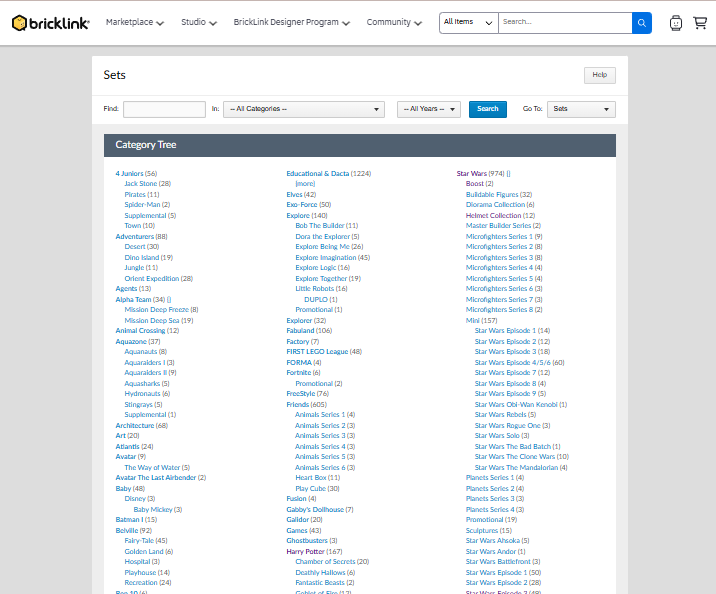 bricklink
Marketplace
Studio
BrickLink Designer Program
Community
All Items
Search...
Sets
Help
Find:
In:
-- All Categories --
-- All Years --
Search
Go To:
Sets
Category Tree
4 Juniors (56)
Jack Stone (28)
Pirates (11)
Spider-Man (2)
Supplemental (5)
Town (10)
Adventurers (88)
Desert (30)
Dino Island (19)
Jungle (11)
Orient Expedition (28)
Agents (13)
Alpha Team (34) {}
Mission Deep Freeze (8)
Mission Deep Sea (19)
Animal Crossing (12)
Aquazone (37)
Aquanauts (8)
Aquaraiders I (3)
Aquaraiders II (9)
Aquasharks (5)
Hydronauts (6)
Stingrays (5)
Supplemental (1)
Architecture (68)
Art (20)
Atlantis (24)
Avatar (9)
The Way of Water (5)
Avatar The Last Airbender (2)
Baby (48)
Disney (3)
Baby Mickey (3)
Batman I (15)
Belville (92)
Fairy-Tale (45)
Golden Land (6)
Hospital (3)
Playhouse (14)
Recreation (24)
Ben 10 (6)
Educational & Dacta (1224)
(more)
Elves (42)
Exo-Force (50)
Explore (140)
Bob The Builder (11)
Dora the Explorer (5)
Explore Being Me (26)
Explore Imagination (45)
Explore Logic (16)
Explore Together (19)
Little Robots (16)
DUPLO (1)
Promotional (1)
Explorer (32)
Fabuland (106)
Factory (7)
FIRST LEGO League (48)
FORMA (4)
Fortnite (6)
Promotional (2)
FreeStyle (76)
Friends (605)
Animals Series 1 (4)
Animals Series 2 (3)
Animals Series 3 (3)
Animals Series 4 (3)
Animals Series 5 (3)
Animals Series 6 (3)
Heart Box (11)
Play Cube (30)
Fusion (4)
Gabby's Dollhouse (7)
Galidor (20)
Games (43)
Ghostbusters (3)
Harry Potter (167)
Chamber of Secrets (20)
Deathly Hallows (6)
Fantastic Beasts (2)
Goblet of Fire (12)
Star Wars (974) {}
Boost (2)
Buildable Figures (32)
Diorama Collection (6)
Helmet Collection (12)
Master Builder Series (2)
Microfighters Series 1 (9)
Microfighters Series 2 (8)
Microfighters Series 3 (8)
Microfighters Series 4 (4)
Microfighters Series 5 (4)
Microfighters Series 6 (3)
Microfighters Series 7 (3)
Microfighters Series 8 (2)
Mini (157)
Star Wars Episode 1 (14)
Star Wars Episode 2 (12)
Star Wars Episode 3 (18)
Star Wars Episode 4/5/6 (60)
Star Wars Episode 7 (12)
Star Wars Episode 8 (4)
Star Wars Episode 9 (5)
Star Wars Obi-Wan Kenobi (1)
Star Wars Rebels (5)
Star Wars Rogue One (3)
Star Wars Solo (3)
Star Wars The Bad Batch (1)
Star Wars The Clone Wars (10)
Star Wars The Mandalorian (4)
Planets Series 1 (4)
Planets Series 2 (4)
Planets Series 3 (3)
Planets Series 4 (3)
Promotional (19)
Sculptures (15)
Star Wars Ahsoka (5)
Star Wars Andor (1)
Star Wars Battlefront (3)
Star Wars Episode 1 (50)
Star Wars Episode 2 (28)